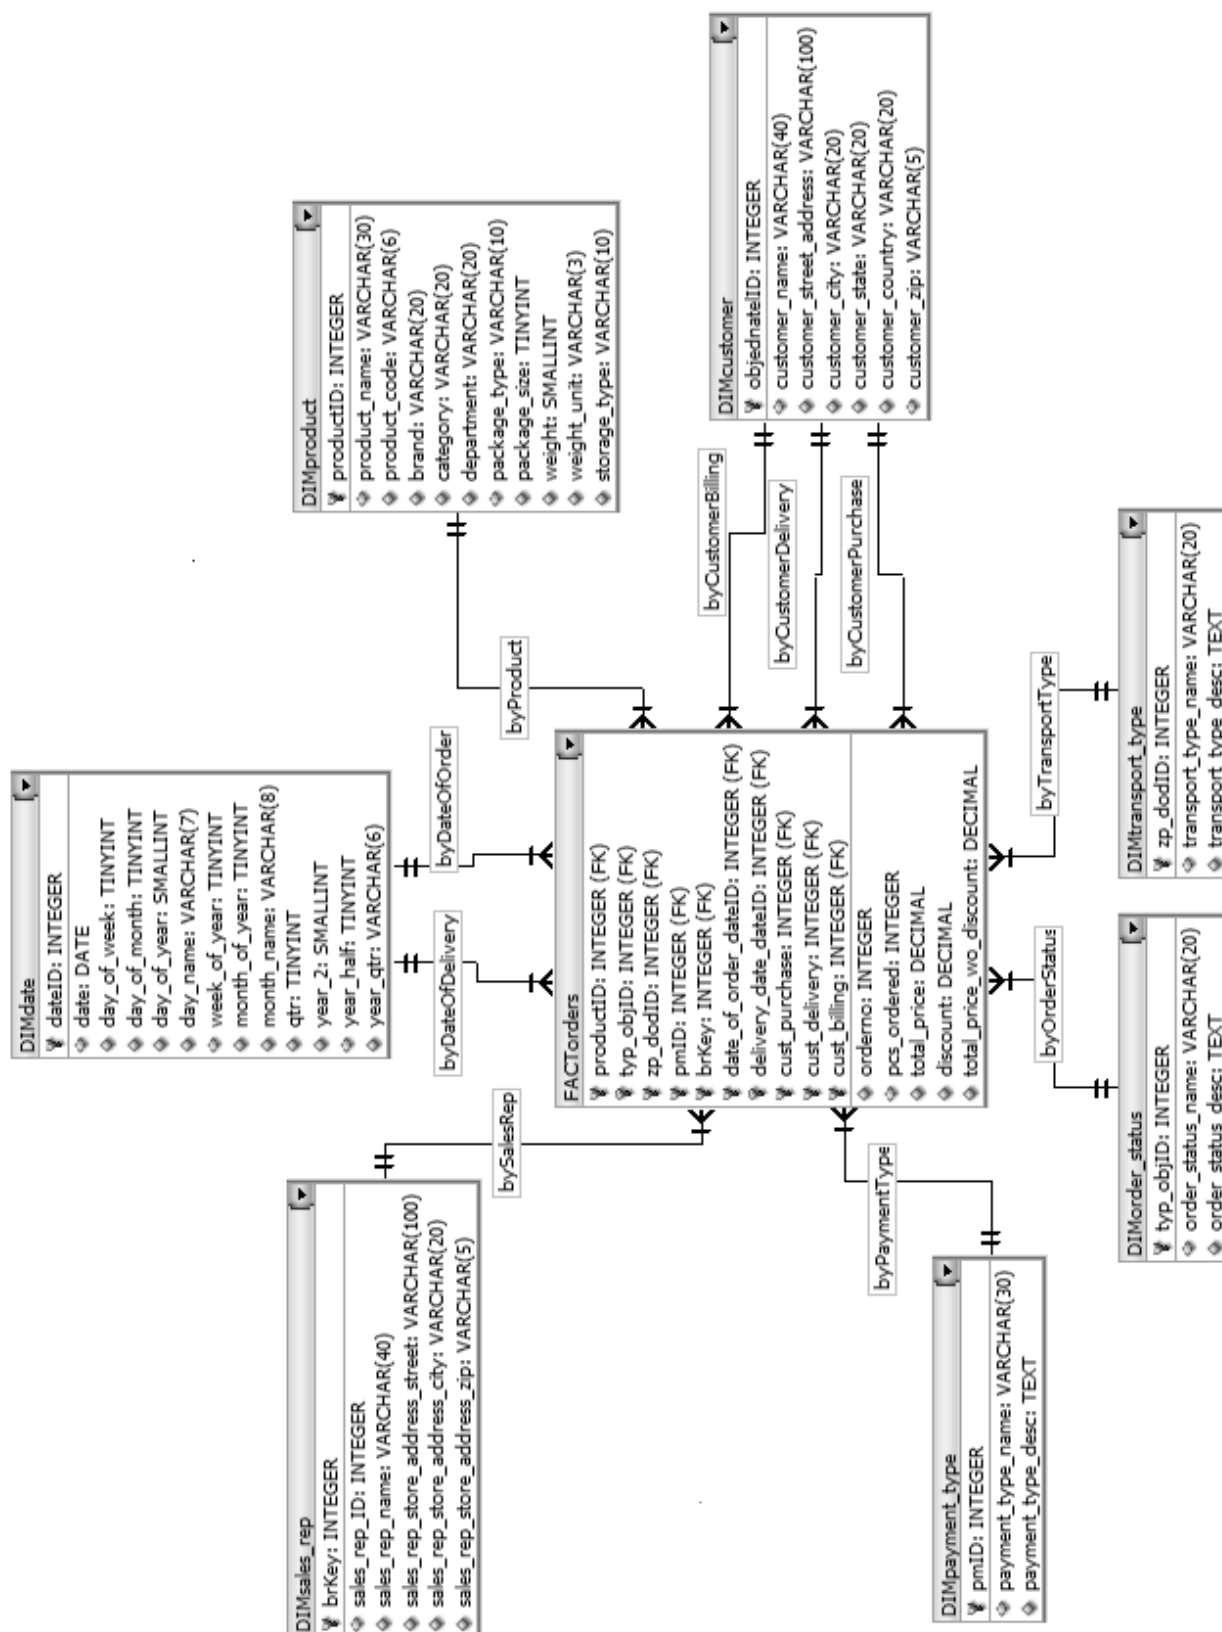 DIMsales_rep
brKey: INTEGER
sales_rep_ID: INTEGER
sales_rep_name: VARCHAR(40)
sales_rep_store_address_street: VARCHAR(100)
sales_rep_store_address_city: VARCHAR(20)
sales_rep_store_address_zip: VARCHAR(5)
bySalesRep
DIMdate
dateID: INTEGER
date: DATE
day_of_week: TINYINT
day_of_month: TINYINT
day_of_year: SMALLINT
day_name: VARCHAR(7)
week_of_year: TINYINT
month_of_year: TINYINT
month_name: VARCHAR(8)
qtr: TINYINT
year_2: SMALLINT
year_half: TINYINT
year_qtr: VARCHAR(6)
byDateOfDelivery
byDateOfOrder
DIMproduct
productID: INTEGER
product_name: VARCHAR(30)
product_code: VARCHAR(6)
brand: VARCHAR(20)
category: VARCHAR(20)
department: VARCHAR(20)
package_type: VARCHAR(10)
package_size: TINYINT
weight: SMALLINT
weight_unit: VARCHAR(3)
storage_type: VARCHAR(10)
byProduct
FACTorders
productID: INTEGER (FK)
typ_objID: INTEGER (FK)
zp_dodID: INTEGER (FK)
pmID: INTEGER (FK)
brKey: INTEGER (FK)
date_of_order_dateID: INTEGER (FK)
delivery_date_dateID: INTEGER (FK)
cust_purchase: INTEGER (FK)
cust_delivery: INTEGER (FK)
cust_billing: INTEGER (FK)
orderno: INTEGER
pcs_ordered: INTEGER
total_price: DECIMAL
discount: DECIMAL
total_price_wo_discount: DECIMAL
byCustomerBilling
byCustomerDelivery
byCustomerPurchase
DIMcustomer
objednatelID: INTEGER
customer_name: VARCHAR(40)
customer_street_address: VARCHAR(100)
customer_city: VARCHAR(20)
customer_state: VARCHAR(20)
customer_country: VARCHAR(20)
customer_zip: VARCHAR(5)
byPaymentType
DIMpayment_type
pmID: INTEGER
payment_type_name: VARCHAR(30)
payment_type_desc: TEXT
byOrderStatus
DIMorder_status
typ_objID: INTEGER
order_status_name: VARCHAR(20)
order_status_desc: TEXT
byTransportType
DIMtransport_type
zp_dodID: INTEGER
transport_type_name: VARCHAR(20)
transport_type_desc: TEXT